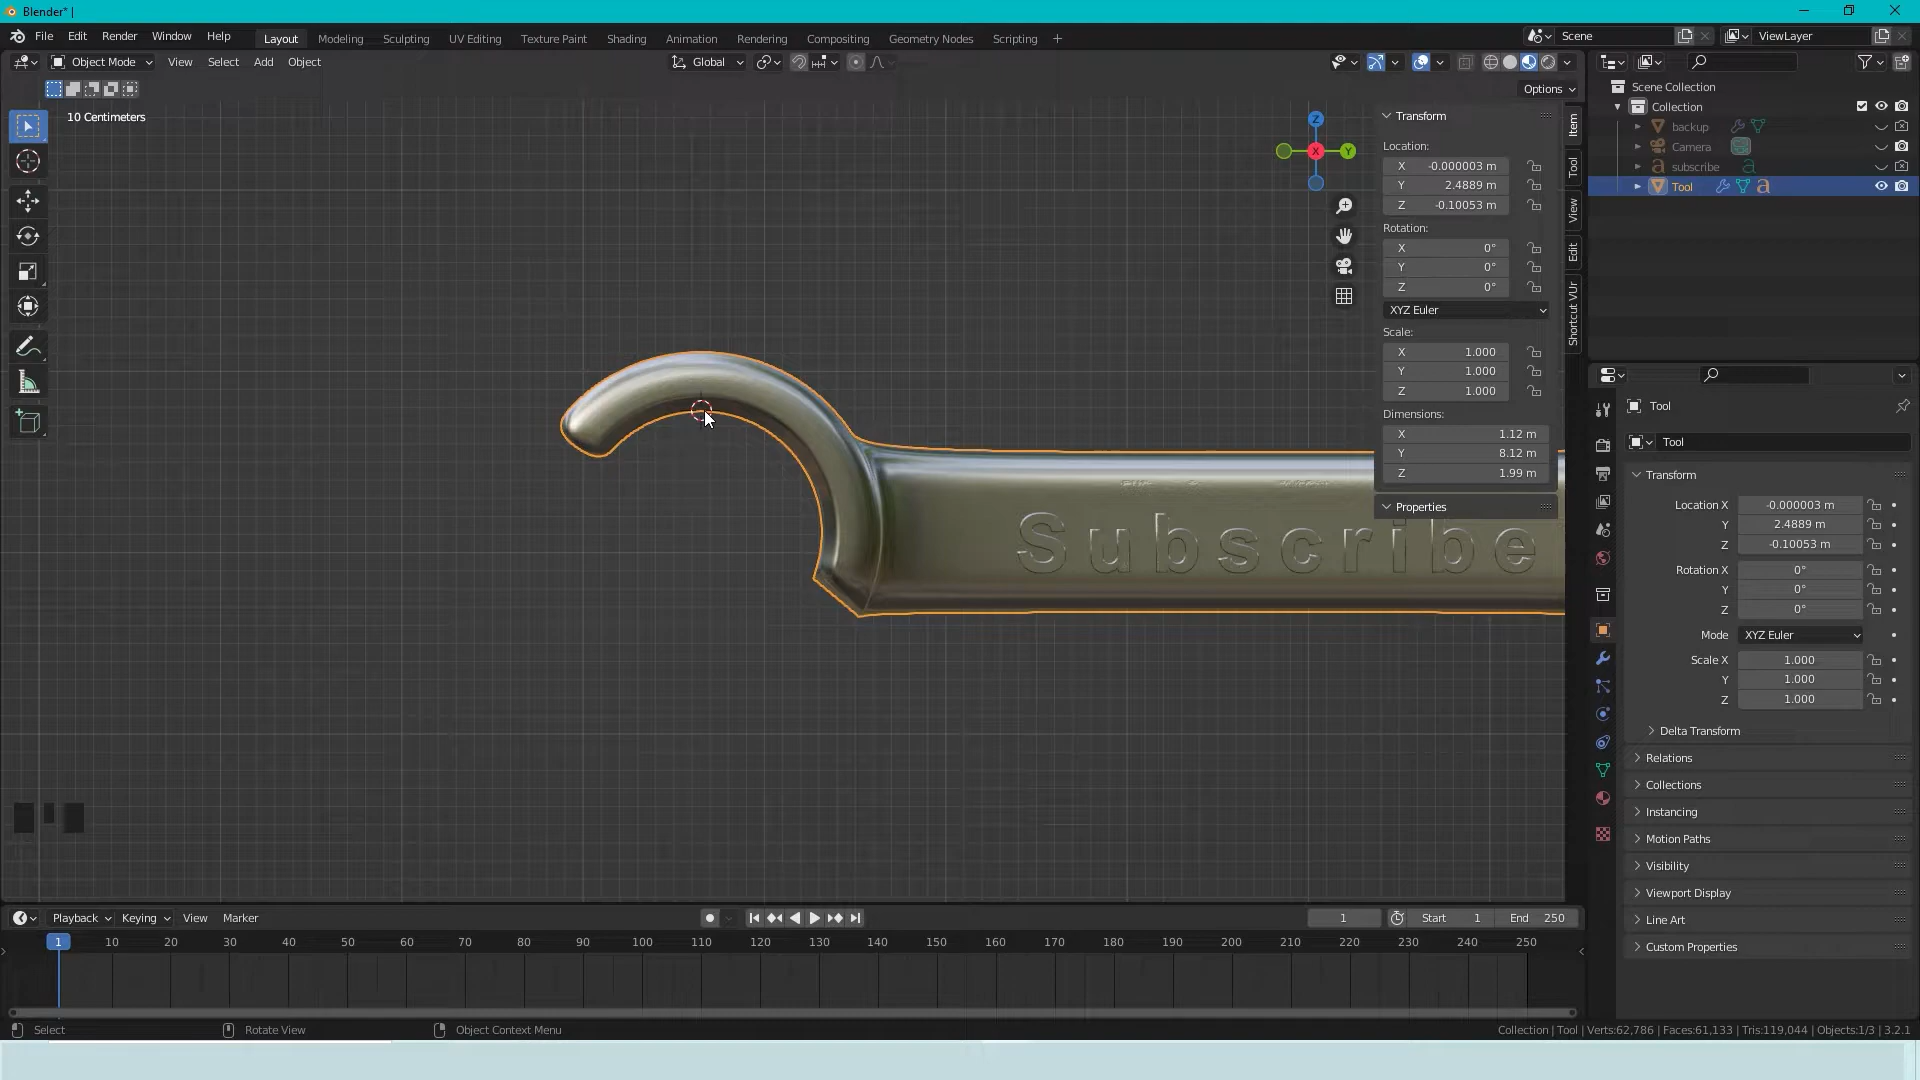 Blender* |
File Edit Render Window Help
Layout Modeling Sculpting UV Editing Texture Paint Shading Animation Rendering Compositing Geometry Nodes Scripting +
Scene
ViewLayer
Object Mode View Select Add Object
Global
Options
10 Centimeters
Z
X
Y
Subscribe
Transform
Location:
X -0.000003 m
Y 2.4889 m
Z -0.10053 m
Rotation:
X 0°
Y 0°
Z 0°
XYZ Euler
Scale:
X 1.000
Y 1.000
Z 1.000
Dimensions:
X 1.12 m
Y 8.12 m
Z 1.99 m
Properties
Item
Tool
View
Edit
Shortcut VUr
Scene Collection
Collection
backup
Camera
subscribe
Tool
Tool
Tool
Transform
Location X -0.000003 m
Y 2.4889 m
Z -0.10053 m
Rotation X 0°
Y 0°
Z 0°
Mode XYZ Euler
Scale X 1.000
Y 1.000
Z 1.000
Delta Transform
Relations
Collections
Instancing
Motion Paths
Visibility
Viewport Display
Line Art
Custom Properties
Playback Keying View Marker
1 Start 1 End 250
1 10 20 30 40 50 60 70 80 90 100 110 120 130 140 150 160 170 180 190 200 210 220 230 240 250
Select Rotate View Object Context Menu
Collection | Tool | Verts:62,786 | Faces:61,133 | Tris:119,044 | Objects:1/3 | 3.2.1